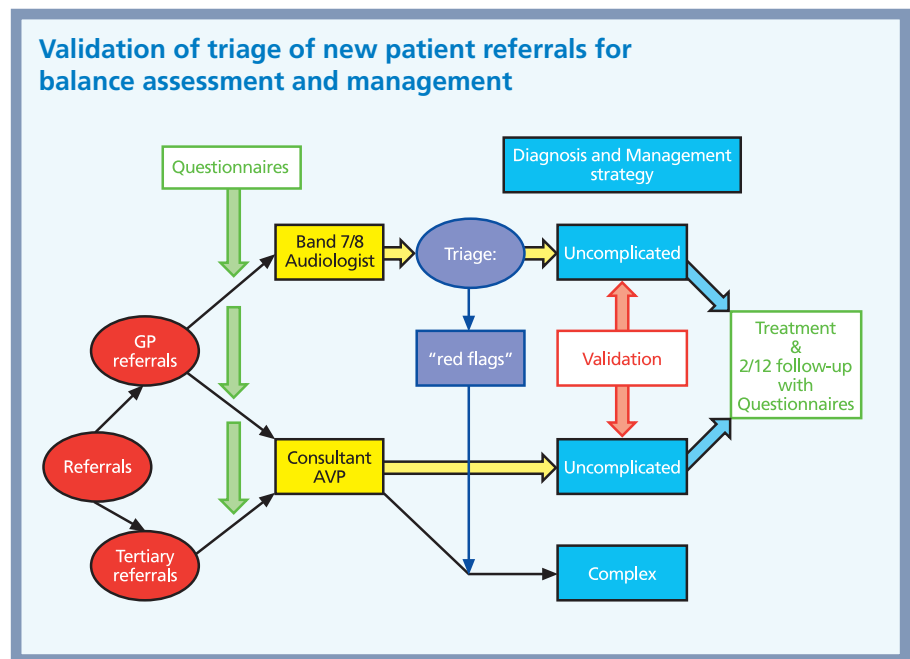 Validation of triage of new patient referrals for
balance assessment and management
Questionnaires
Diagnosis and Management
strategy
Band 7/8
Audiologist
Triage:
Uncomplicated
GP
referrals
"red flags"
Validation
Treatment
&
2/12 follow-up
with
Questionnaires
Referrals
Consultant
AVP
Uncomplicated
Tertiary
referrals
Complex